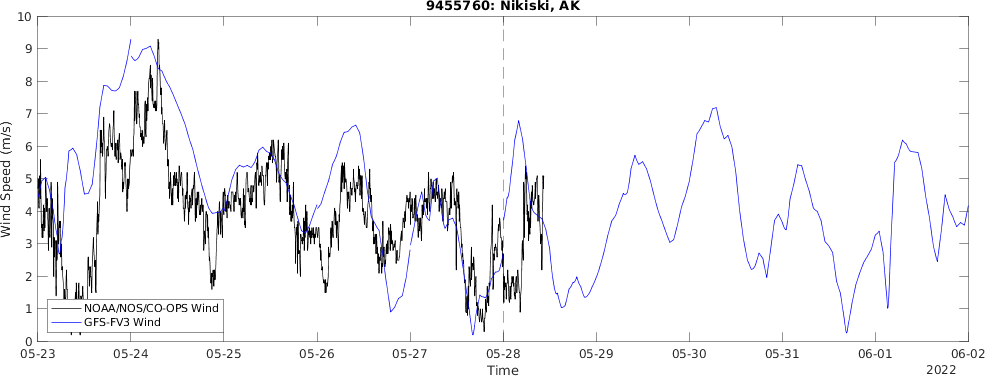 9455760: Nikiski, AK
10
9
8
7
6
5
4
3
2
1
0
Wind Speed (m/s)
NOAA/NOS/CO-OPS Wind
GFS-FV3 Wind
05-23 05-24 05-25 05-26 05-27 05-28 05-29 05-30 05-31 06-01 06-02
Time
2022